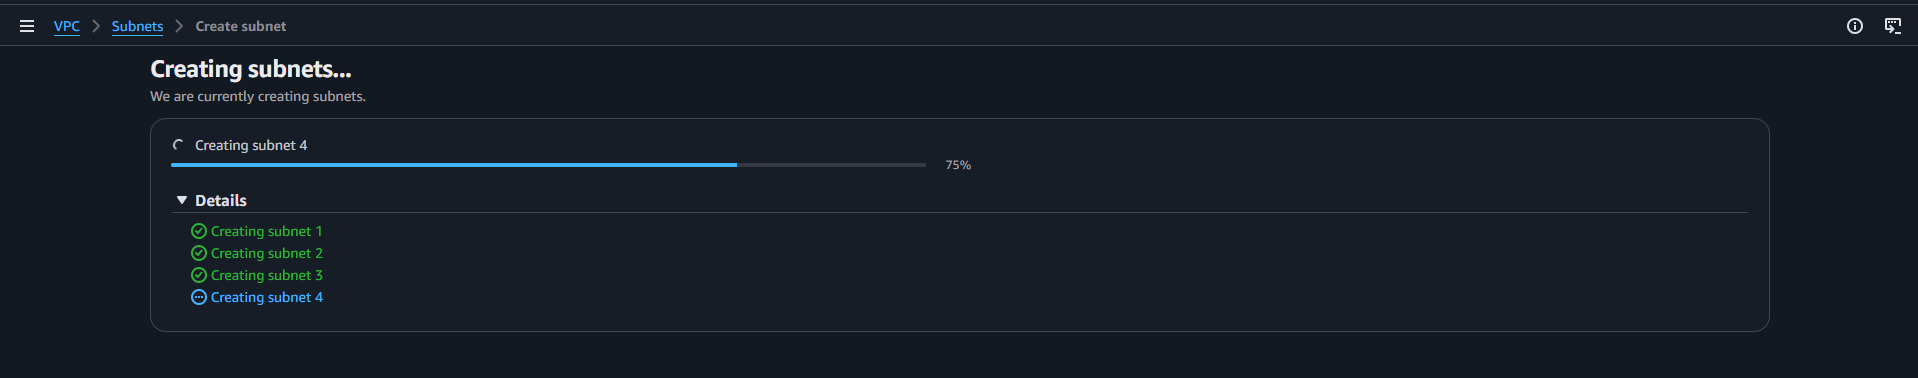 VPC > Subnets > Create subnet
Creating subnets...
We are currently creating subnets.
Creating subnet 4
75%
Details
Creating subnet 1
Creating subnet 2
Creating subnet 3
Creating subnet 4